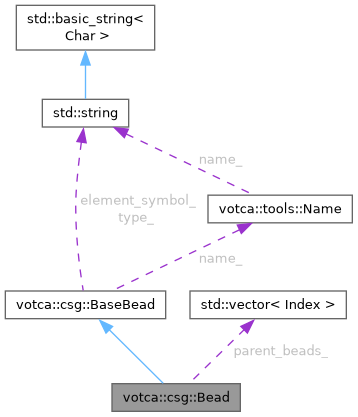 std::basic_string<
Char >
std::string
name_
element_symbol_
type_
votca::tools::Name
name_
votca::csg::BaseBead
std::vector< Index >
parent_beads_
votca::csg::Bead